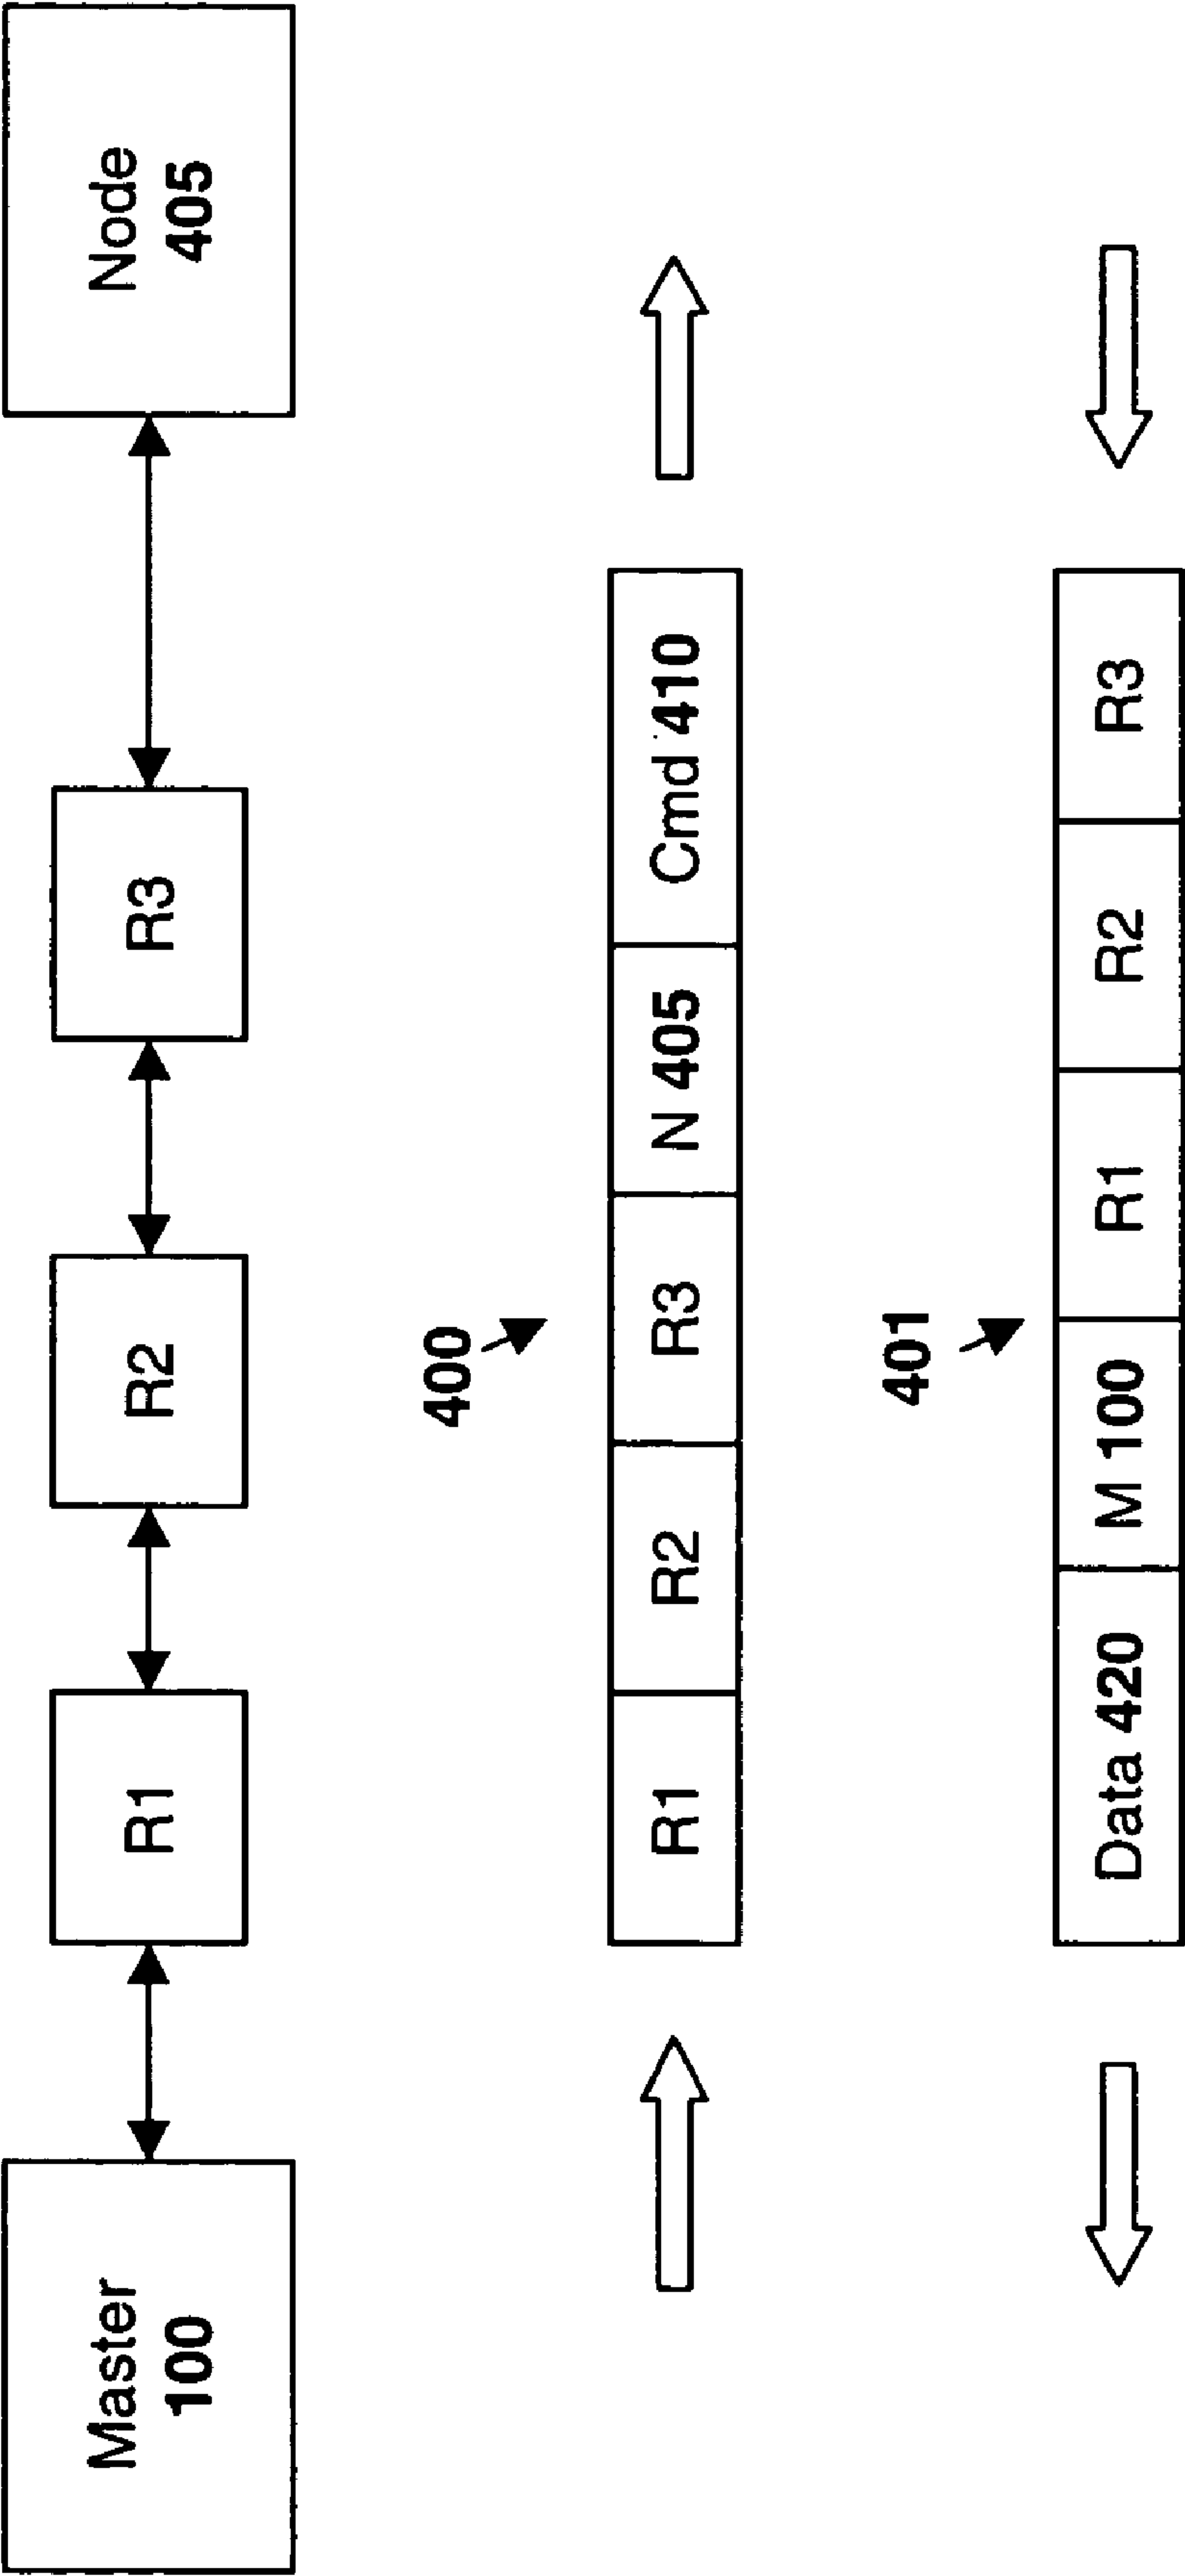 Master
100
R1
R2
R3
Node
405
400
R1
R2
R3
N 405
Cmd 410
401
Data 420
M 100
R1
R2
R3